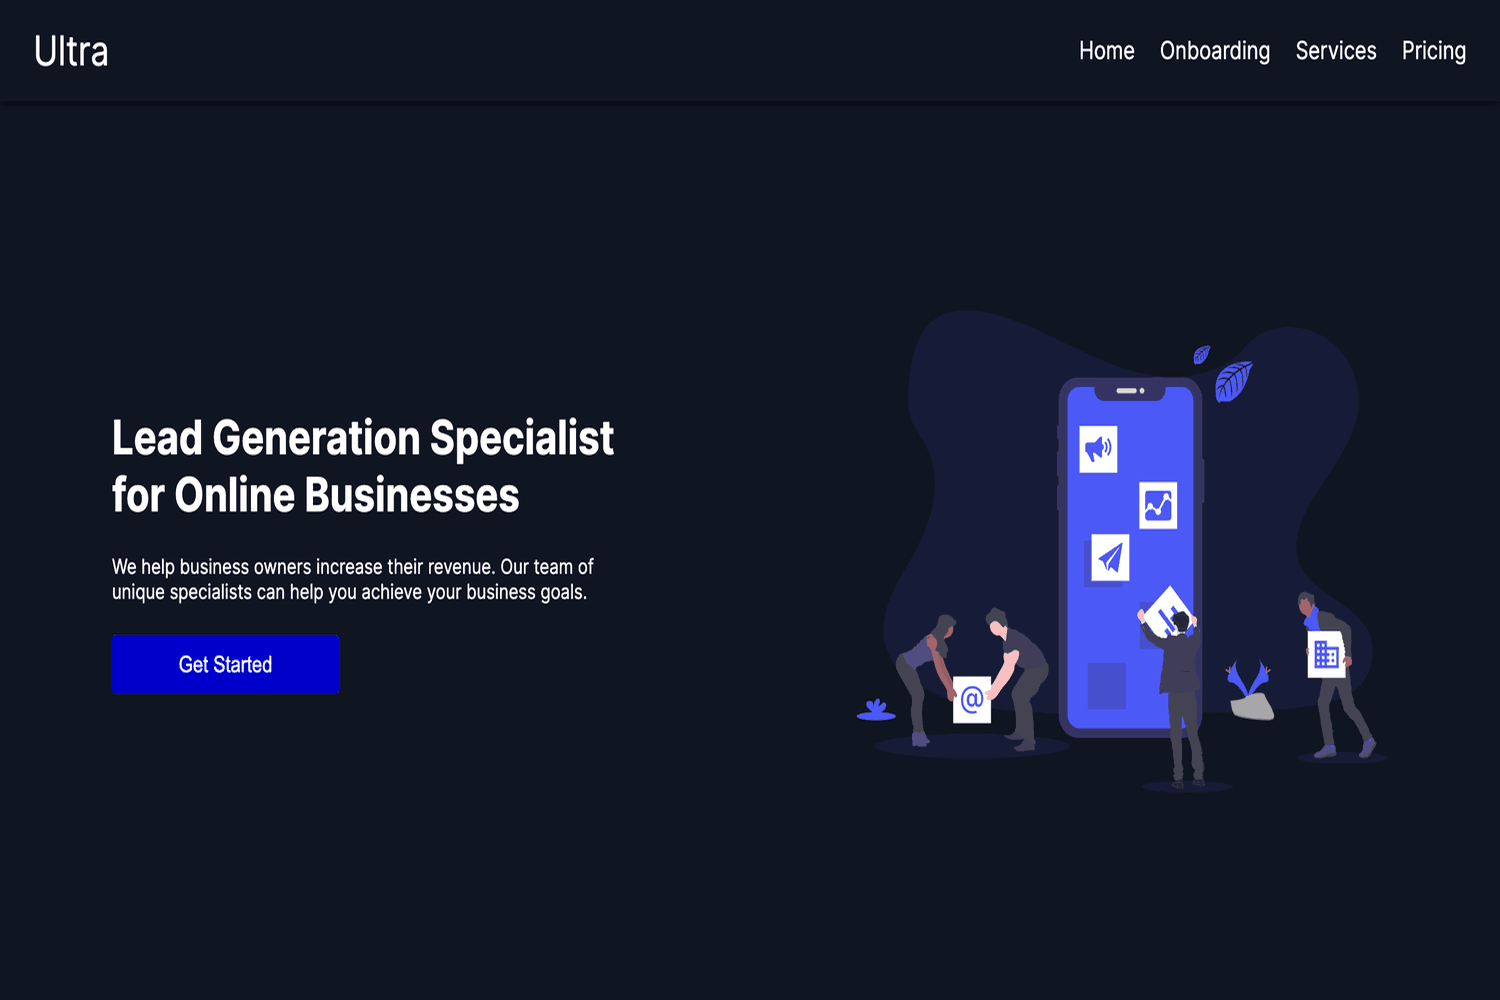 Ultra
Home Onboarding Services Pricing
Lead Generation Specialist
for Online Businesses
We help business owners increase their revenue. Our team of
unique specialists can help you achieve your business goals.
Get Started
@